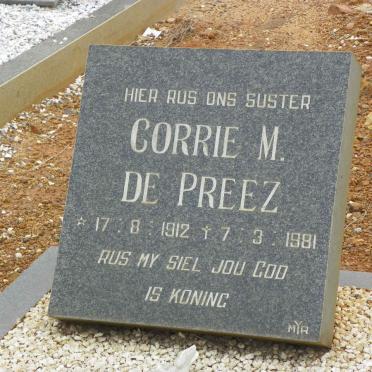 HIER RUS ONS SUSTER
CORRIE M.
DE PREEZ
* 17·8·1912 † 7·3·1981
RUS MY SIEL JOU GOD
IS KONING
MYR